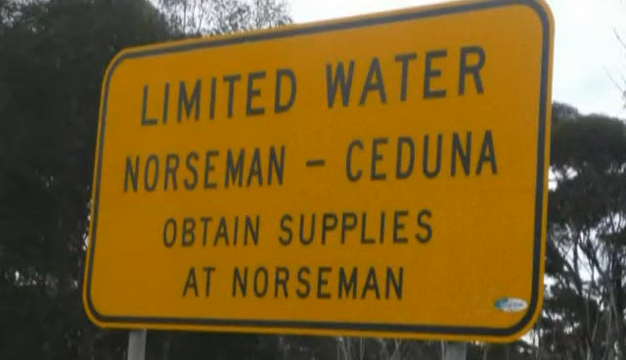 LIMITED WATER
NORSEMAN – CEDUNA
OBTAIN SUPPLIES
AT NORSEMAN